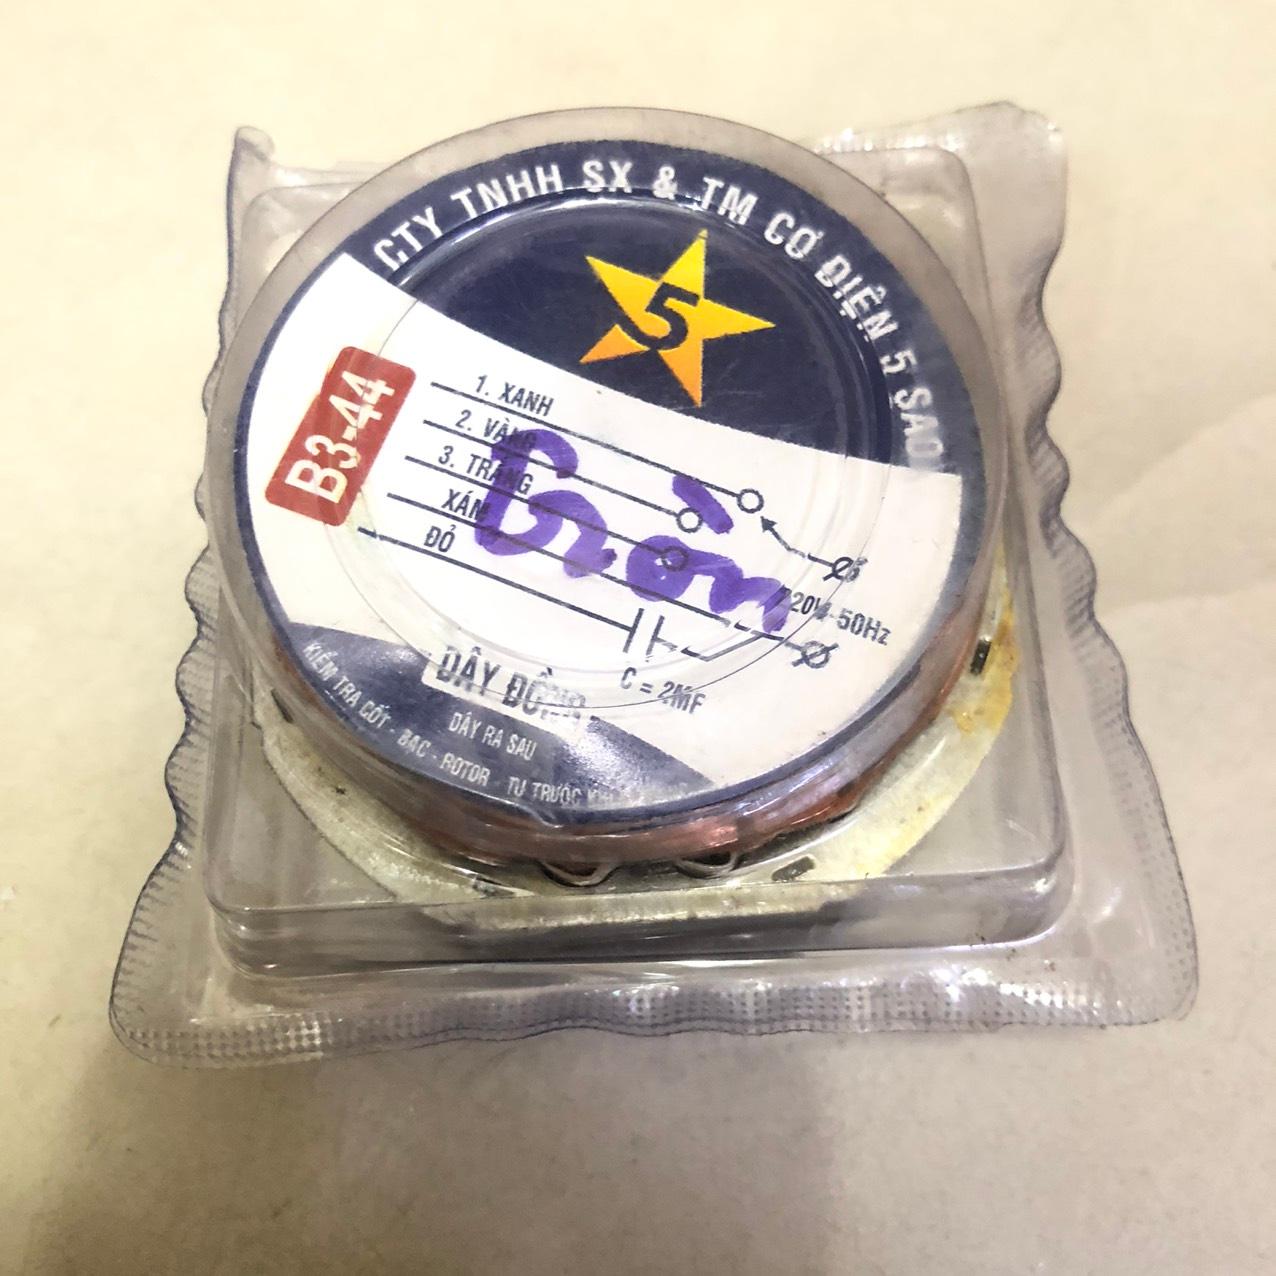 CTY TNHH SX & TM CƠ ĐIỆN 5 SAO
5
B3-44
1. XANH
2. VÀNG
3. TRẮNG
XÁM
ĐỎ
220V-50Hz
C = 2MF
DÂY ĐỒNG
DÂY RA SAU
KIỂM TRA CỐT - BẠC - ROTOR - TỤ TRƯỚC KHI